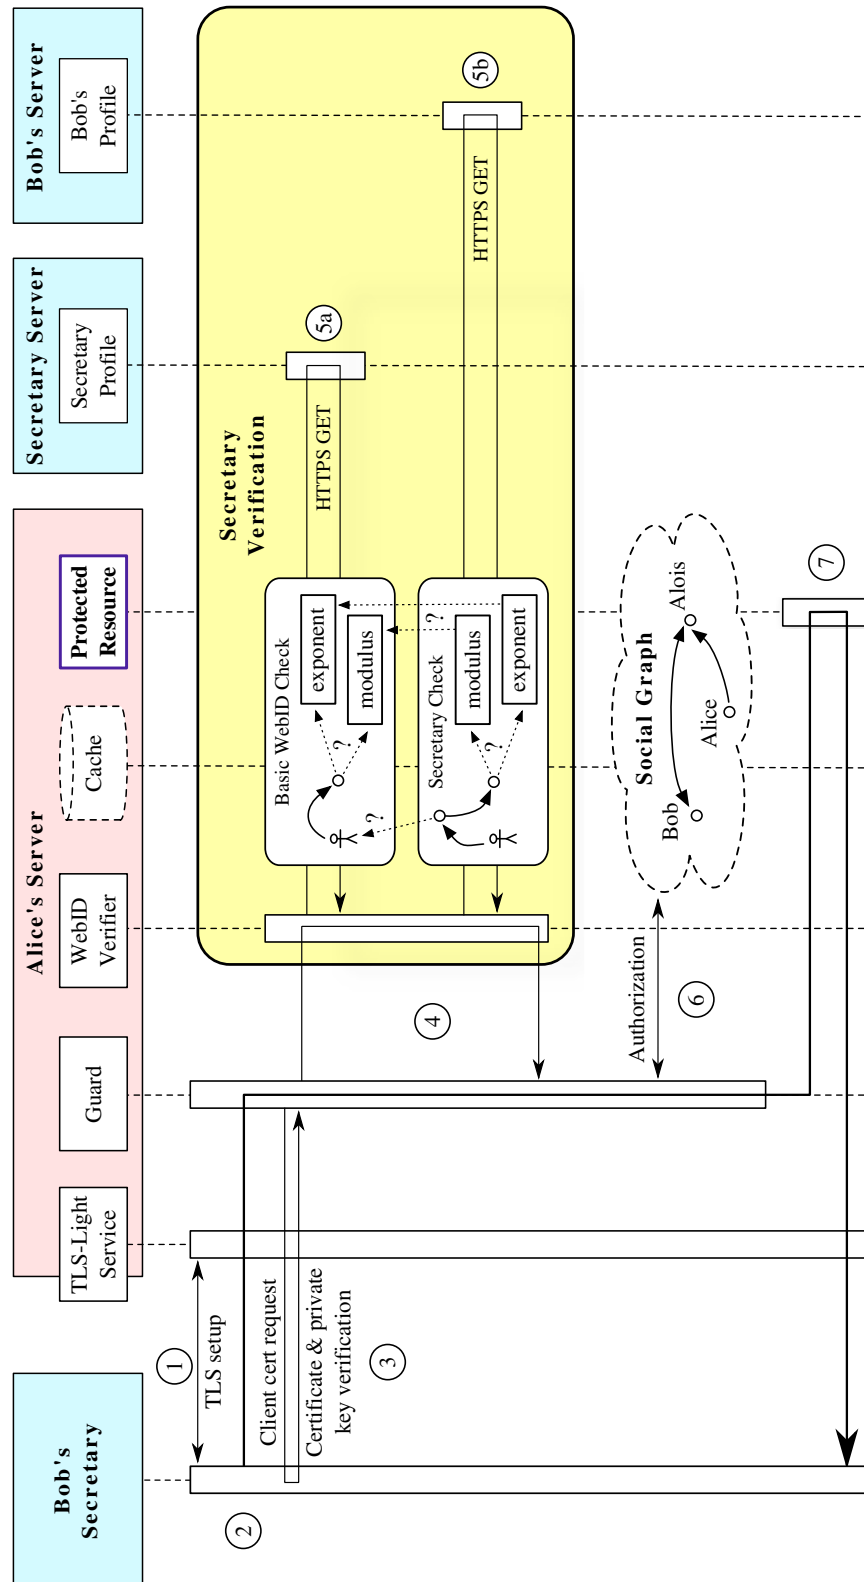 Bob's
Secretary
Alice's Server
TLS-Light
Service
Guard
WebID
Verifier
Cache
Protected
Resource
Secretary Server
Secretary
Profile
Bob's Server
Bob's
Profile
1
TLS setup
2
Client cert request
Certificate & private
key verification
3
4
Secretary
Verification
Basic WebID Check
?
exponent
modulus
HTTPS GET
5a
?
?
Secretary Check
?
modulus
exponent
HTTPS GET
5b
Authorization
6
Social Graph
Bob
Alice
Alois
7